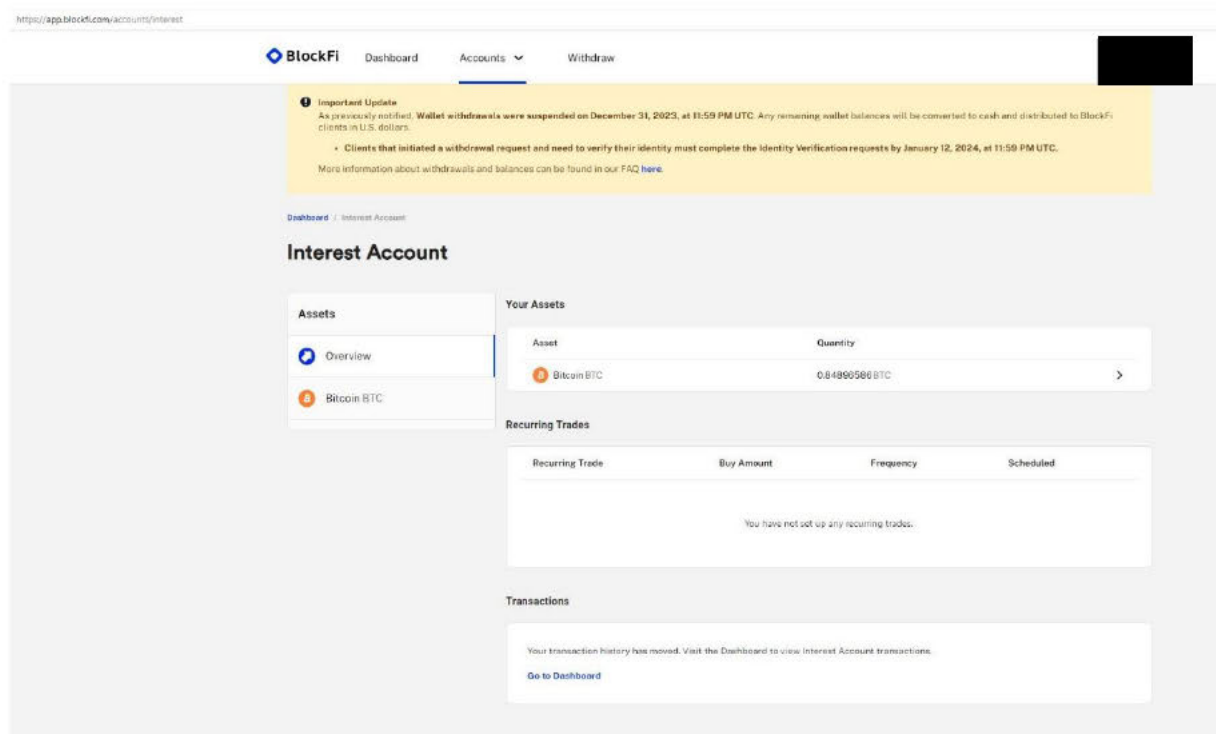 https://app.blockfi.com/accounts/interest
BlockFi Dashboard Accounts Withdraw
Important Update
As previously notified, Wallet withdrawals were suspended on December 31, 2023, at 11:59 PM UTC. Any remaining wallet balances will be converted to cash and distributed to BlockFi
clients in U.S. dollars.
• Clients that initiated a withdrawal request and need to verify their identity must complete the Identity Verification requests by January 12, 2024, at 11:59 PM UTC.
More information about withdrawals and balances can be found in our FAQ here.
Dashboard / Interest Account
Interest Account
Assets
Overview
Bitcoin BTC
Your Assets
Asset Quantity
Bitcoin BTC 0.84896586 BTC
Recurring Trades
Recurring Trade Buy Amount Frequency Scheduled
You have not set up any recurring trades.
Transactions
Your transaction history has moved. Visit the Dashboard to view Interest Account transactions.
Go to Dashboard